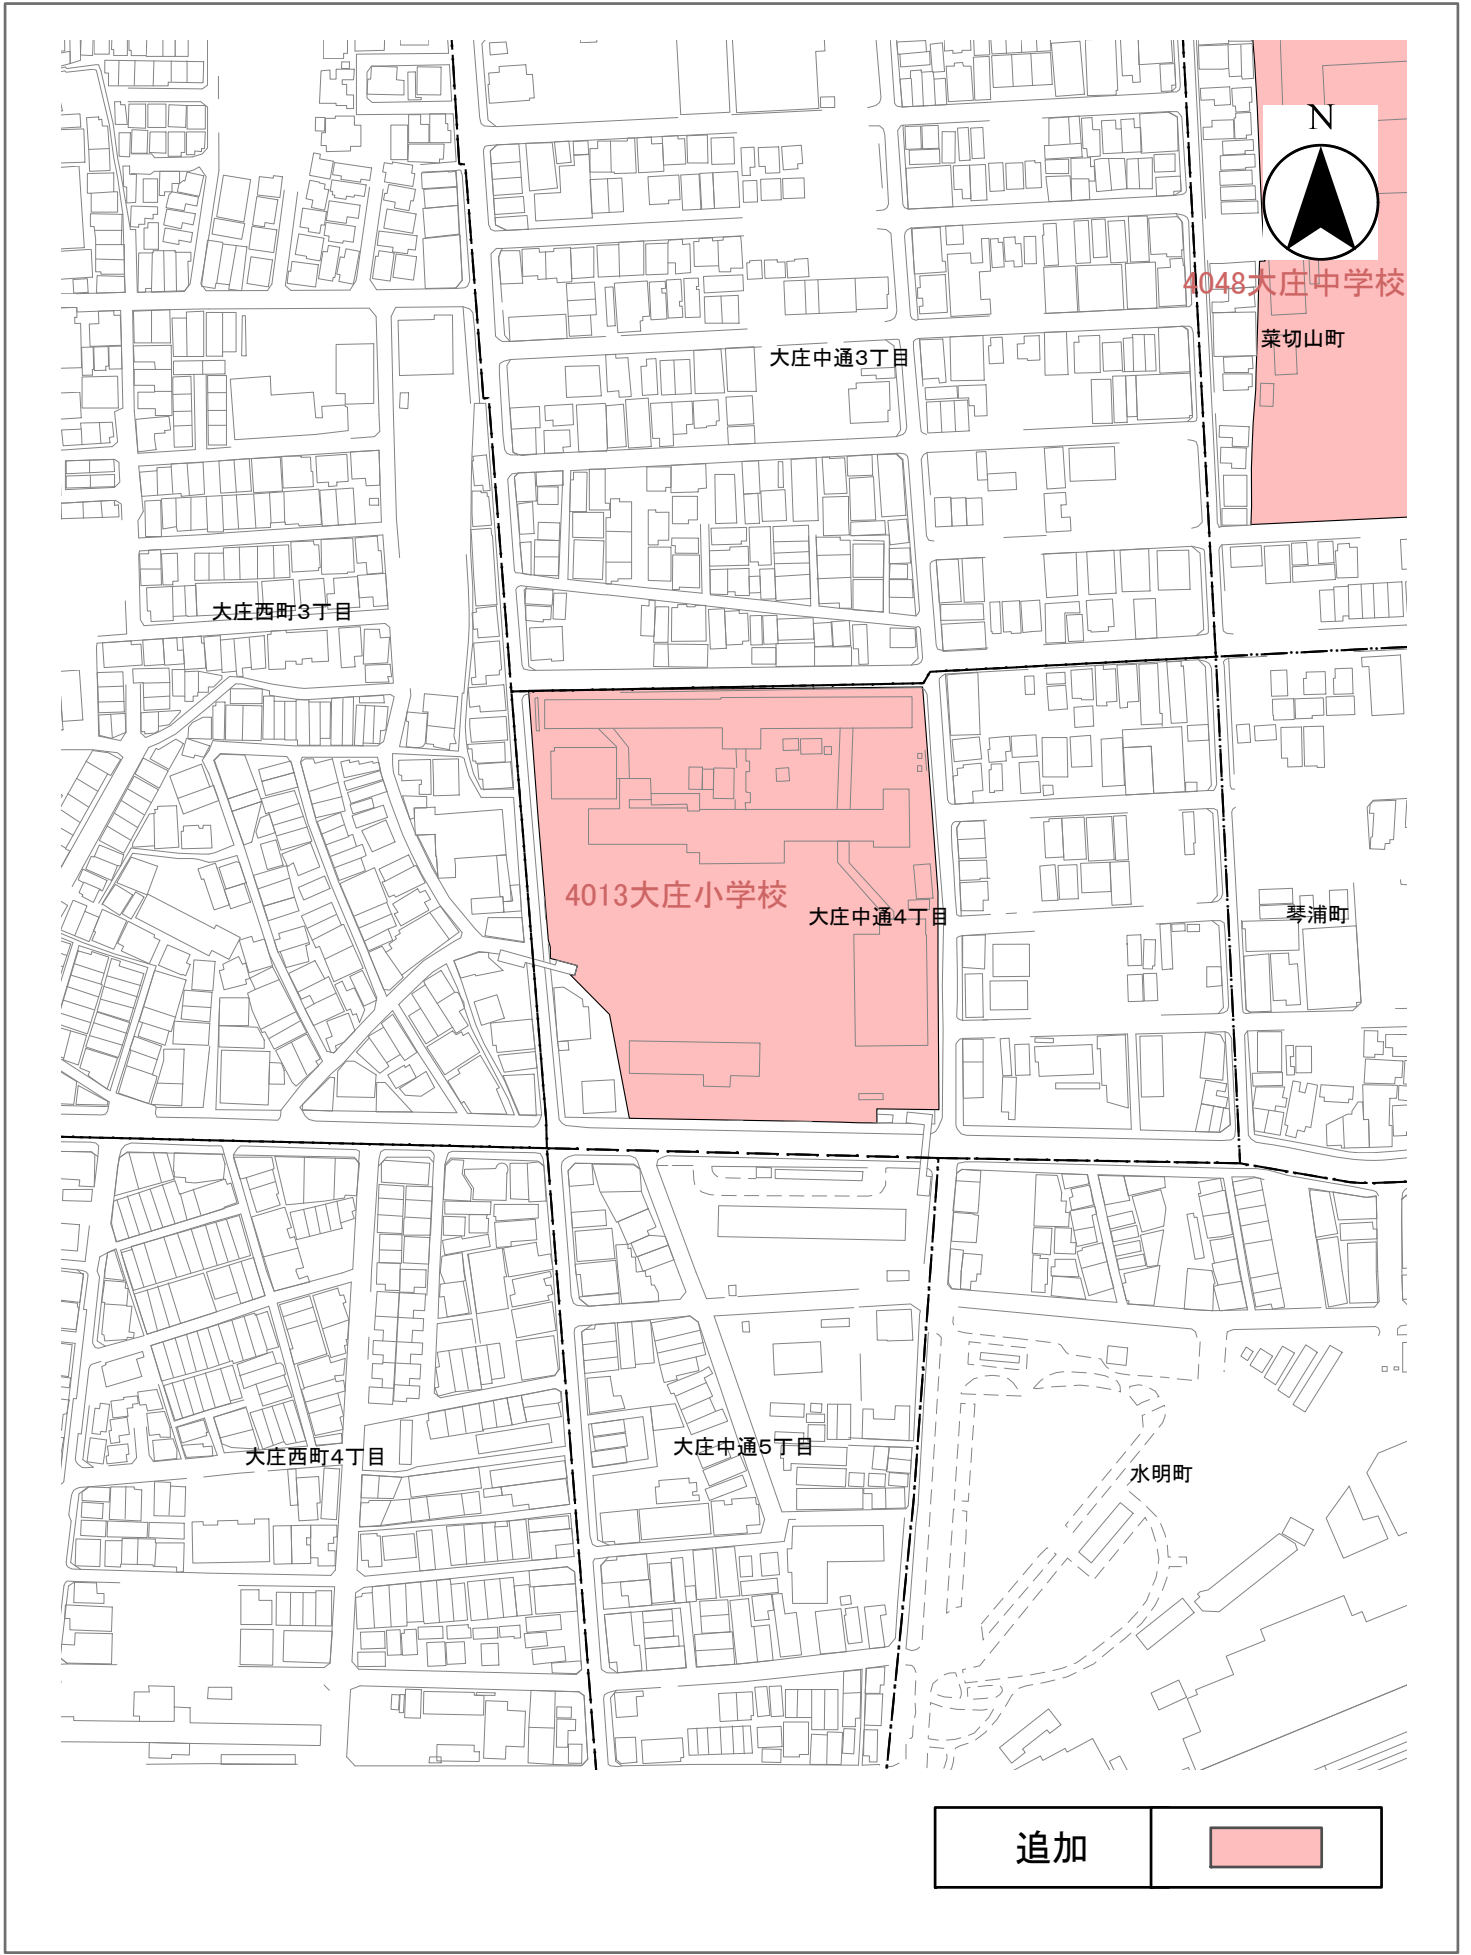 N
4048大庄中学校
菜切山町
大庄中通3丁目
大庄西町3丁目
4013大庄小学校
大庄中通4丁目
琴浦町
大庄中通5丁目
大庄西町4丁目
水明町
追加